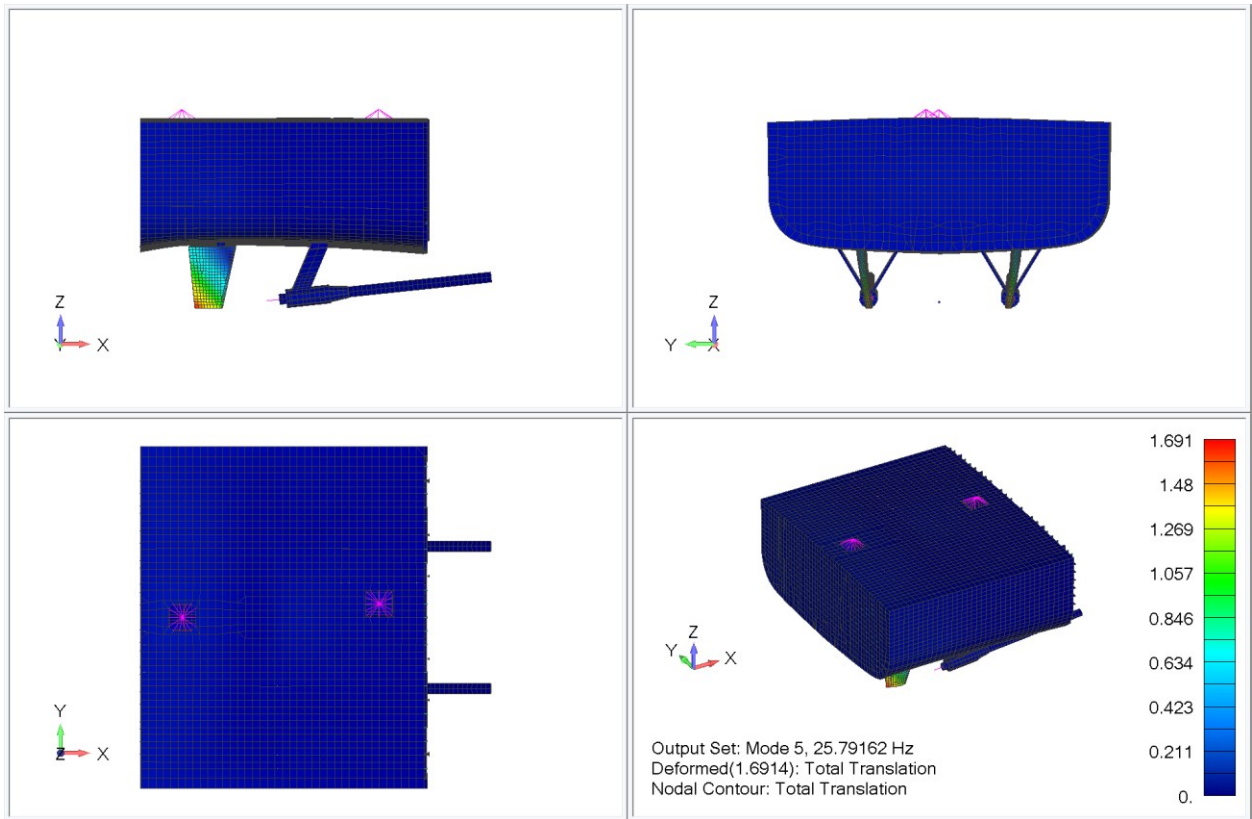 Z
X
Y
Z
Y
X
Y
Z
X
Z
Y
X
Output Set: Mode 5, 25.79162 Hz
Deformed(1.6914): Total Translation
Nodal Contour: Total Translation
1.691
1.48
1.269
1.057
0.846
0.634
0.423
0.211
0.